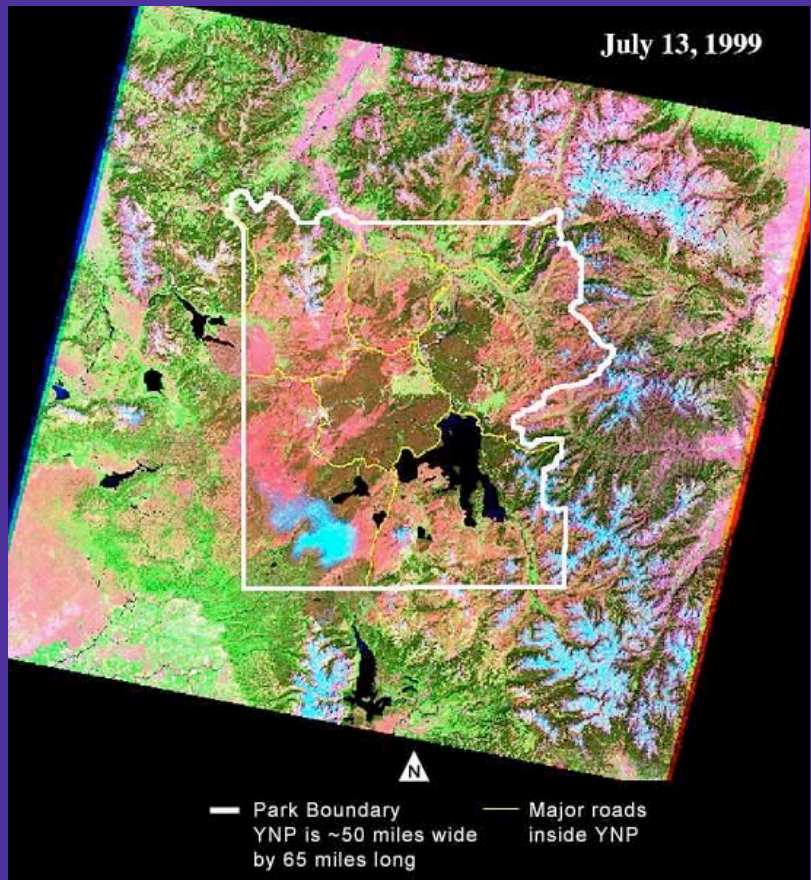 July 13, 1999
N
Park Boundary
YNP is ~50 miles wide
by 65 miles long
Major roads
inside YNP